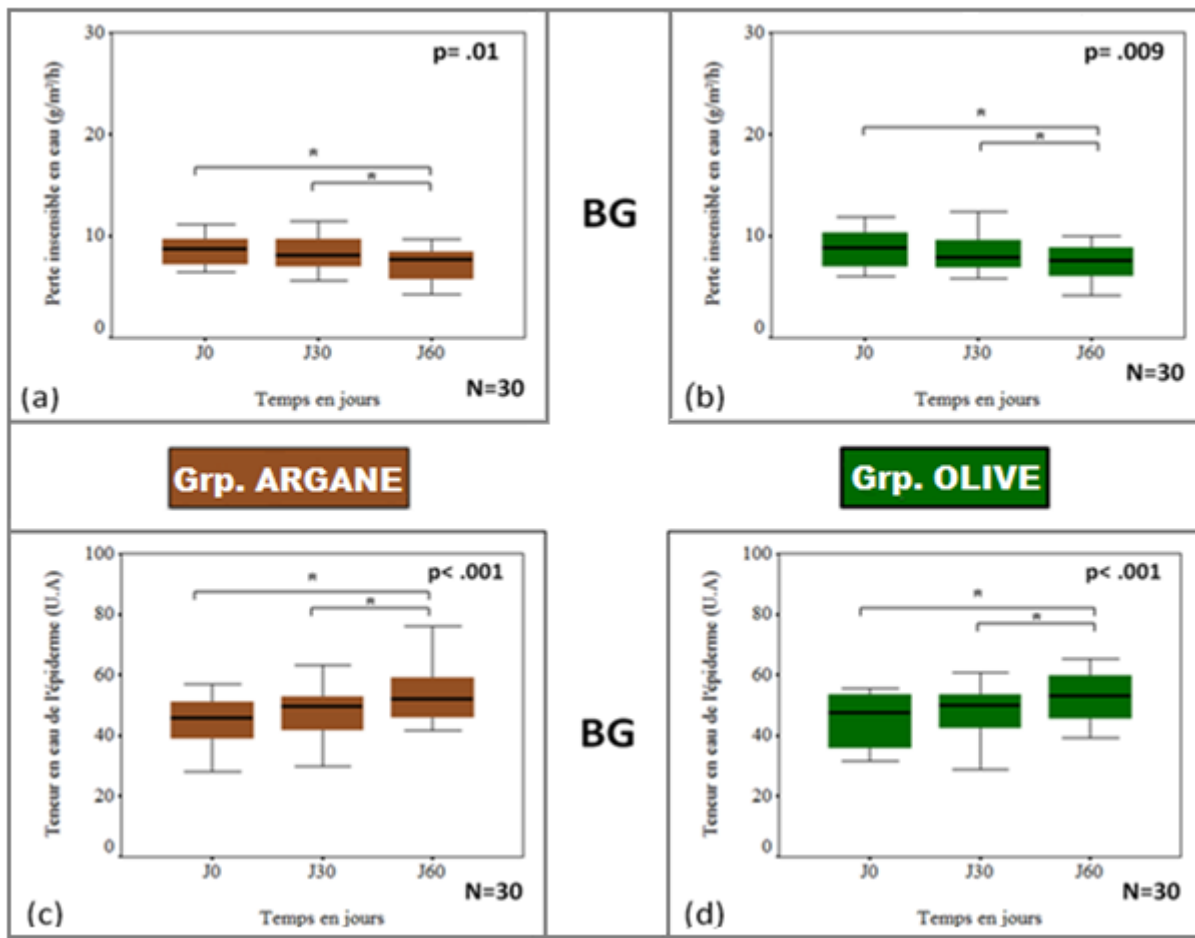 30
20
10
0
Perte insensible en eau (g/m²/h)
p= .01
*
*
J0
J30
J60
Temps en jours
N=30
(a)
BG
30
20
10
0
Perte insensible en eau (g/m²/h)
p= .009
*
*
J0
J30
J60
Temps en jours
N=30
(b)
Grp. ARGANE
Grp. OLIVE
100
80
60
40
20
0
Teneur en eau de l'épiderme (U.A)
p< .001
*
*
J0
J30
J60
Temps en jours
N=30
(c)
BG
100
80
60
40
20
0
Teneur en eau de l'épiderme (U.A)
p< .001
*
*
J0
J30
J60
Temps en jours
N=30
(d)